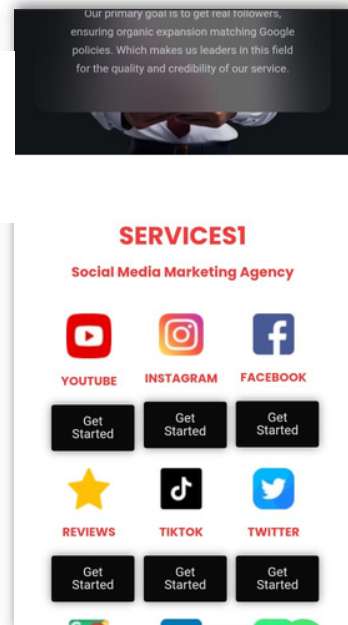 Our primary goal is to get real followers,
ensuring organic expansion matching Google
policies. Which makes us leaders in this field
for the quality and credibility of our service.
SERVICES1
Social Media Marketing Agency
YOUTUBE INSTAGRAM FACEBOOK
Get Get Get
Started Started Started
REVIEWS TIKTOK TWITTER
Get Get Get
Started Started Started